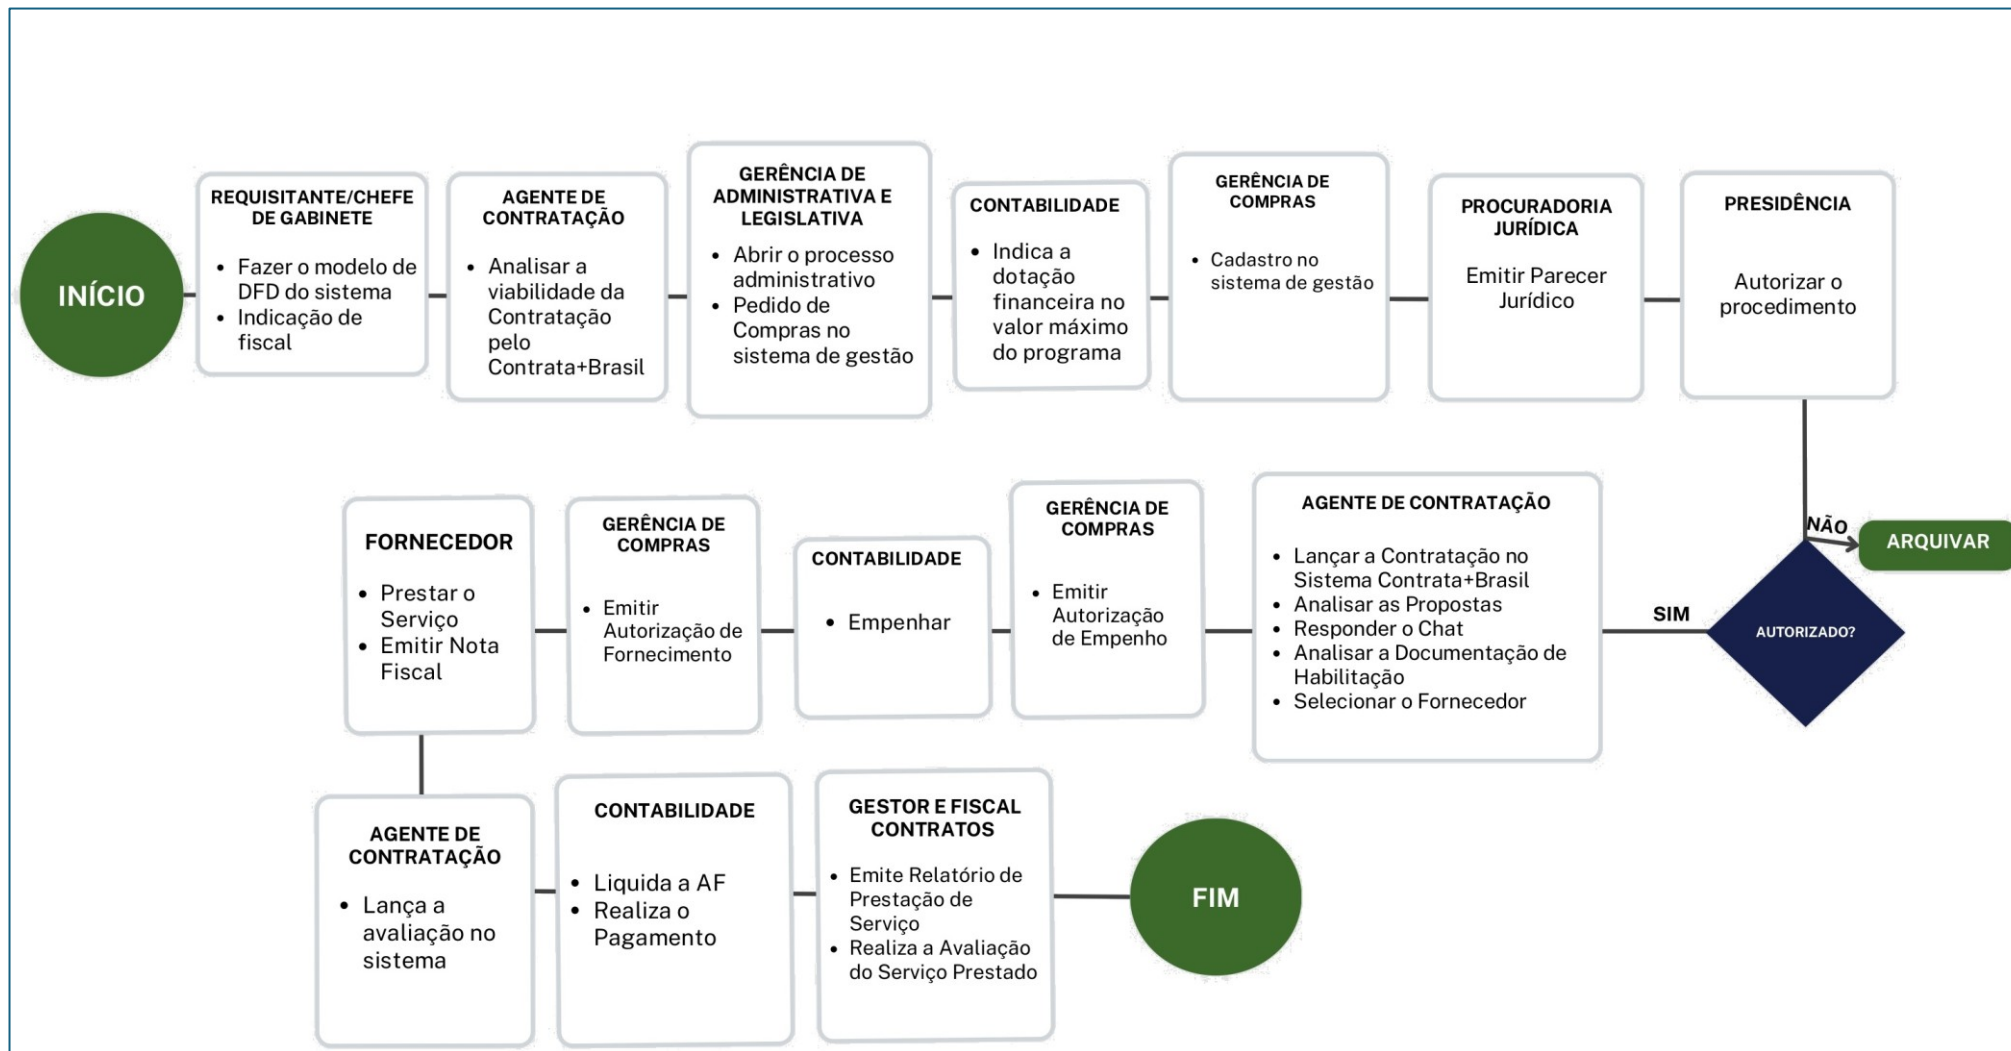 INÍCIO
REQUISITANTE/CHEFE
DE GABINETE
• Fazer o modelo de
DFD do sistema
• Indicação de
fiscal
AGENTE DE
CONTRATAÇÃO
• Analisar a
viabilidade da
Contratação
pelo
Contrata+Brasil
GERÊNCIA DE
ADMINISTRATIVA E
LEGISLATIVA
• Abrir o processo
administrativo
• Pedido de
Compras no
sistema de gestão
CONTABILIDADE
• Indica a
dotação
financeira no
valor máximo
do programa
GERÊNCIA DE
COMPRAS
• Cadastro no
sistema de gestão
PROCURADORIA
JURÍDICA
Emitir Parecer
Jurídico
PRESIDÊNCIA
Autorizar o
procedimento
NÃO
ARQUIVAR
AUTORIZADO?
SIM
AGENTE DE CONTRATAÇÃO
• Lançar a Contratação no
Sistema Contrata+Brasil
• Analisar as Propostas
• Responder o Chat
• Analisar a Documentação de
Habilitação
• Selecionar o Fornecedor
GERÊNCIA DE
COMPRAS
• Emitir
Autorização
de Empenho
CONTABILIDADE
• Empenhar
GERÊNCIA DE
COMPRAS
• Emitir
Autorização de
Fornecimento
FORNECEDOR
• Prestar o
Serviço
• Emitir Nota
Fiscal
AGENTE DE
CONTRATAÇÃO
• Lança a
avaliação no
sistema
CONTABILIDADE
• Liquida a AF
• Realiza o
Pagamento
GESTOR E FISCAL
CONTRATOS
• Emite Relatório de
Prestação de
Serviço
• Realiza a Avaliação
do Serviço Prestado
FIM